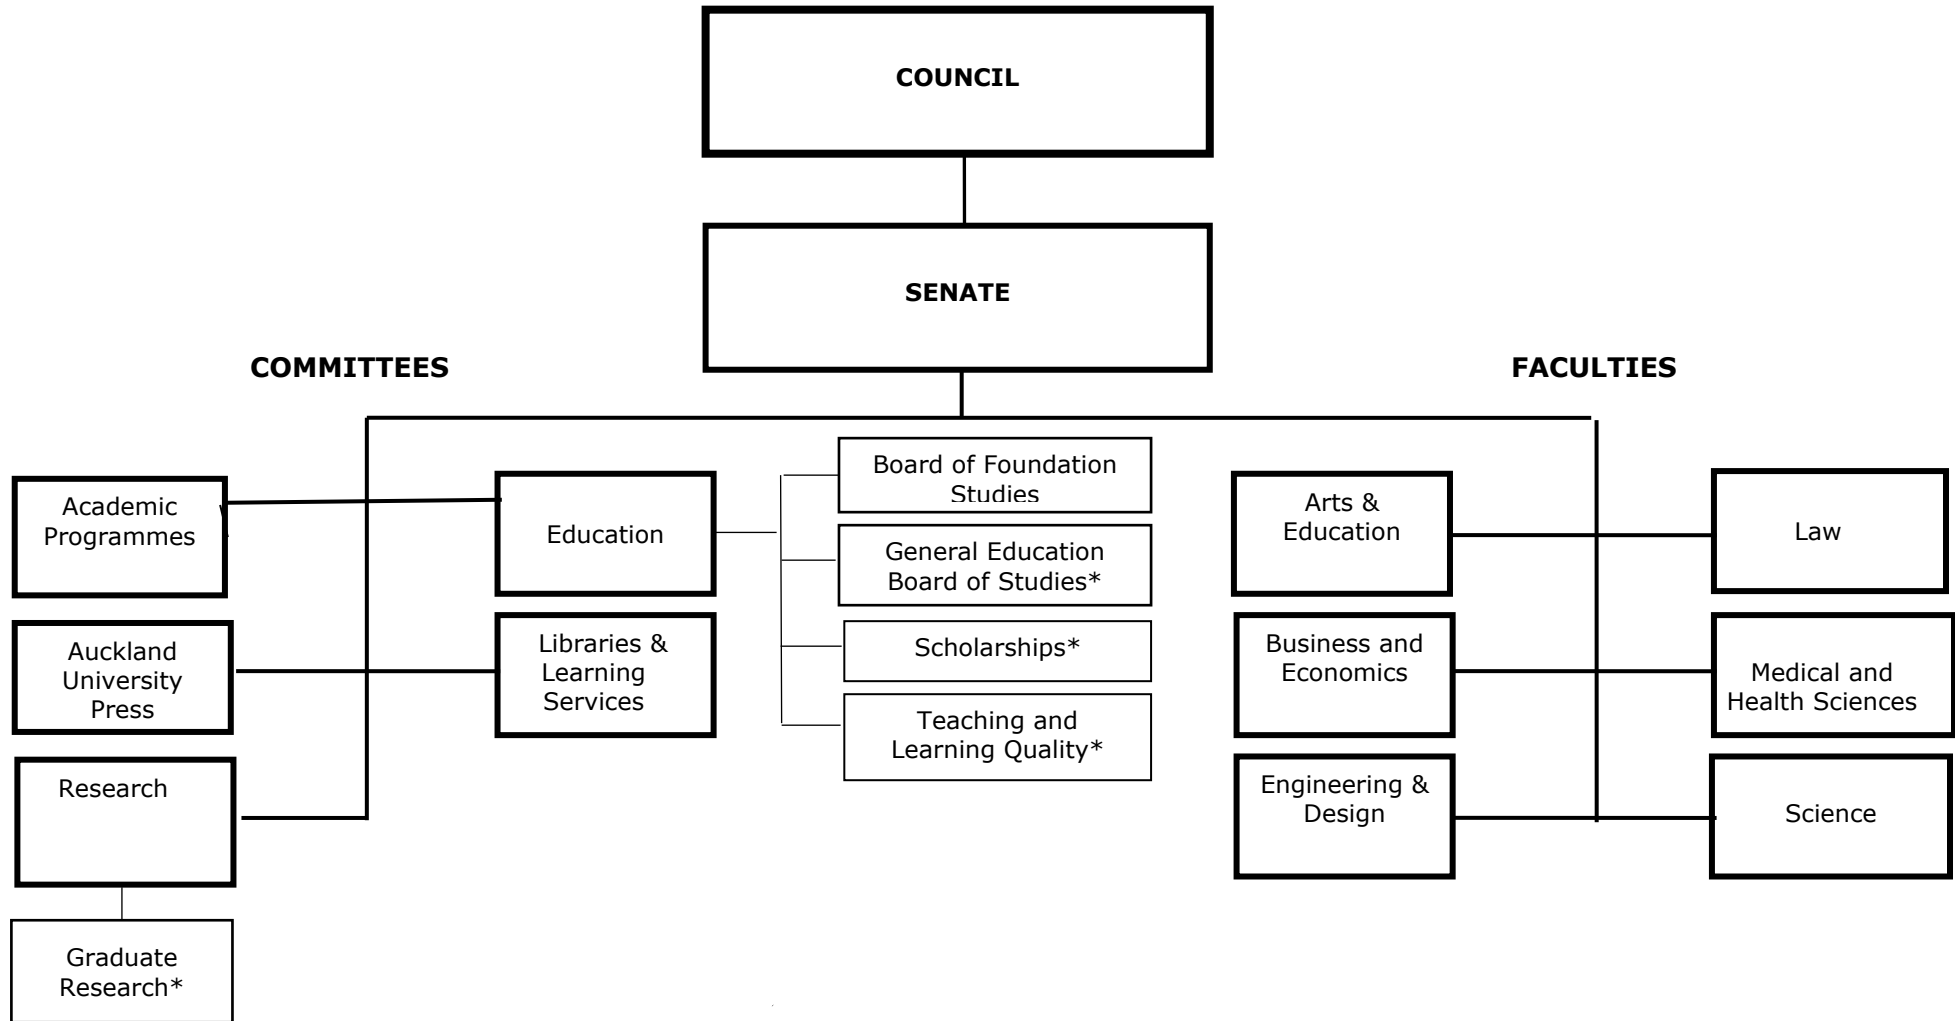 COUNCIL
SENATE
COMMITTEES
FACULTIES
Academic
Programmes
Education
Board of Foundation
Studies
General Education
Board of Studies*
Scholarships*
Teaching and
Learning Quality*
Auckland
University
Press
Libraries &
Learning
Services
Research
Graduate
Research*
Arts &
Education
Law
Business and
Economics
Medical and
Health Sciences
Engineering &
Design
Science